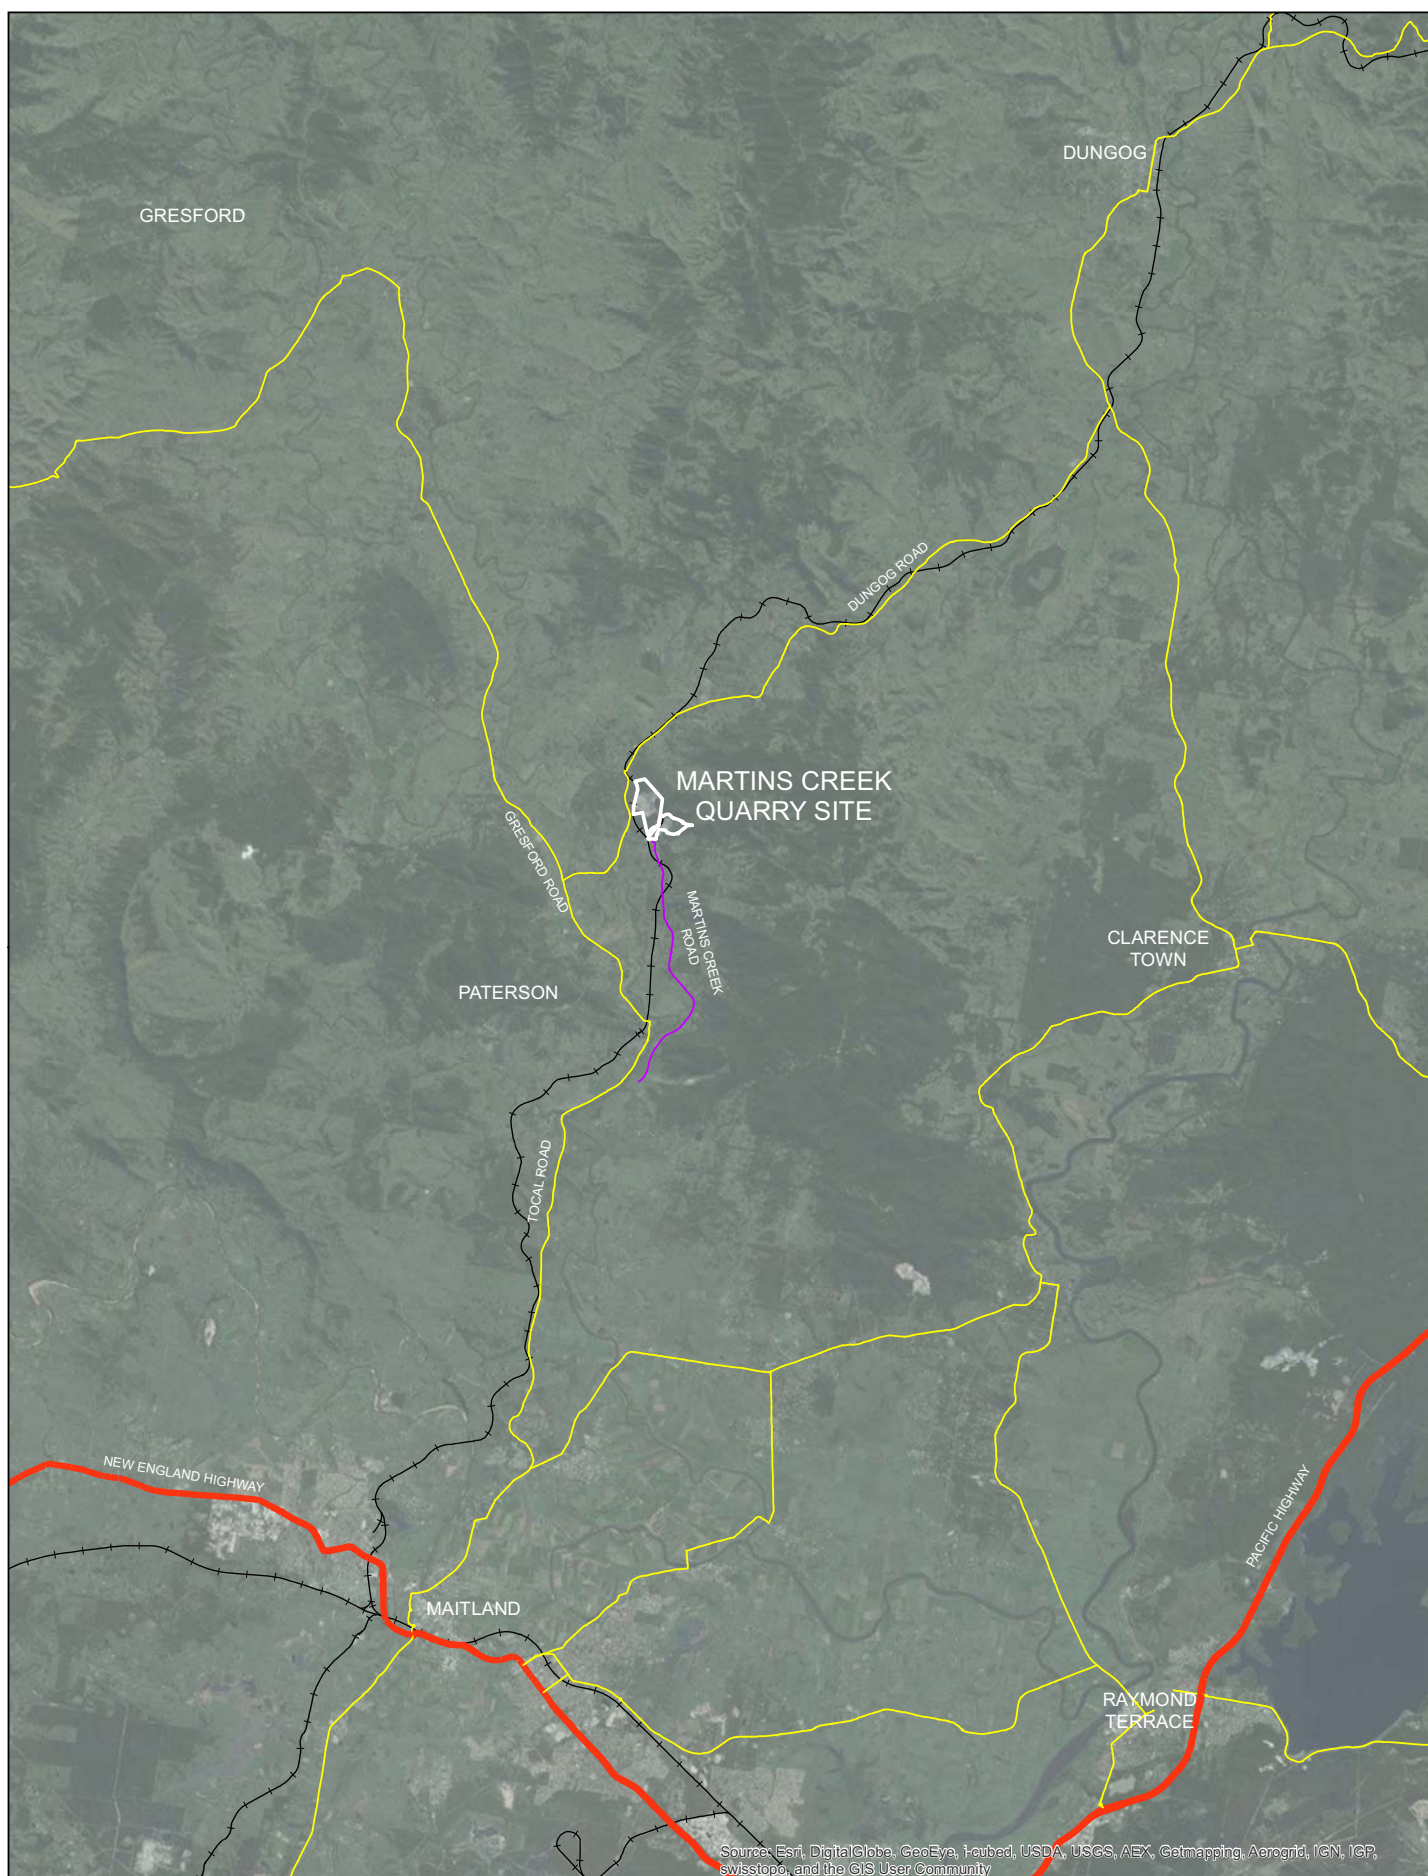 DUNGOG
GRESFORD
DUNGOG ROAD
MARTINS CREEK
QUARRY SITE
GRESFORD ROAD
MARTINS CREEK
ROAD
CLARENCE
TOWN
PATERSON
TOCAL ROAD
NEW ENGLAND HIGHWAY
PACIFIC HIGHWAY
MAITLAND
RAYMOND
TERRACE
Source: Esri, DigitalGlobe, GeoEye, i-cubed, USDA, USGS, AEX, Getmapping, Aerogrid, IGN, IGP,
swisstopo, and the GIS User Community